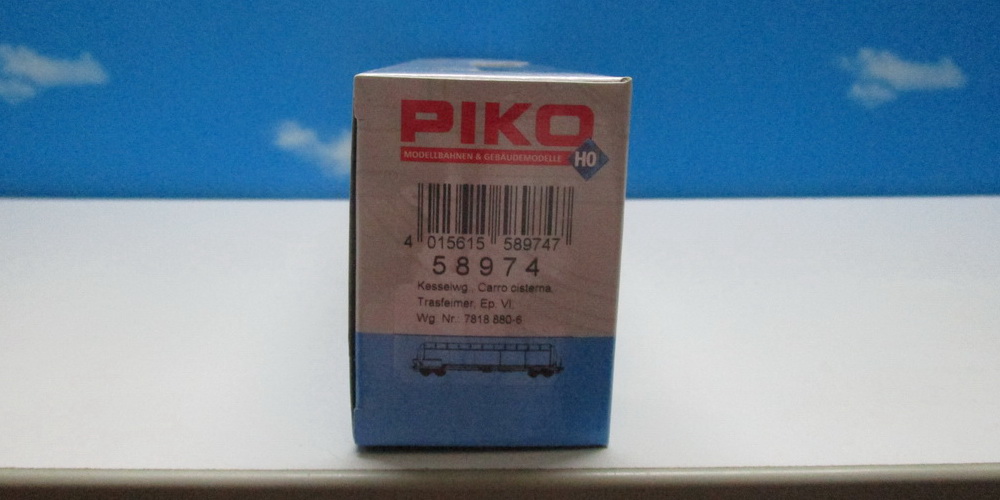 PIKO
MODELLBAHNEN & GEBÄUDEMODELLE
H0
4 015615 589747
58974
Kesselwg., Carro cisterna,
Trasfeimer, Ep. VI.
Wg. Nr.: 7818 880-6